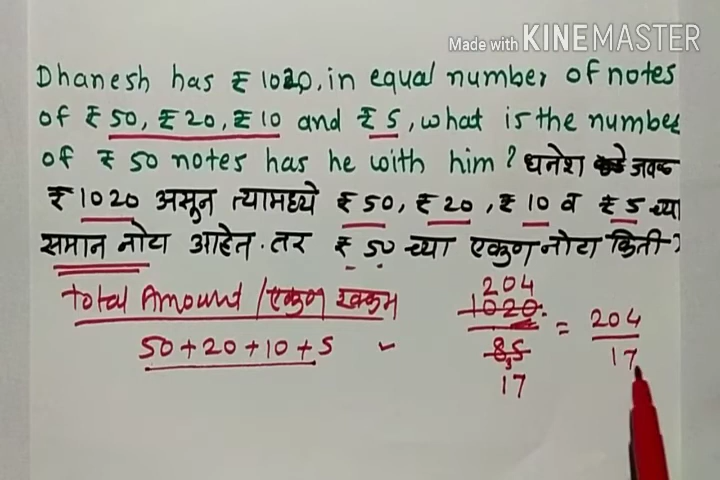 Made with KINEMASTER
Dhanesh has ₹1020, in equal number of notes
of ₹50, ₹20, ₹10 and ₹5, what is the number
of ₹50 notes has he with him? धनेश जवळ
₹1020 असून त्यामध्ये ₹50, ₹20, ₹10 व ₹5 च्या
समान नोटा आहेत. तर ₹50 च्या एकुण नोटा किती?
Total Amount / एकुण रक्कम
50+20+10+5
204
1020
85
5
17
= 204
17